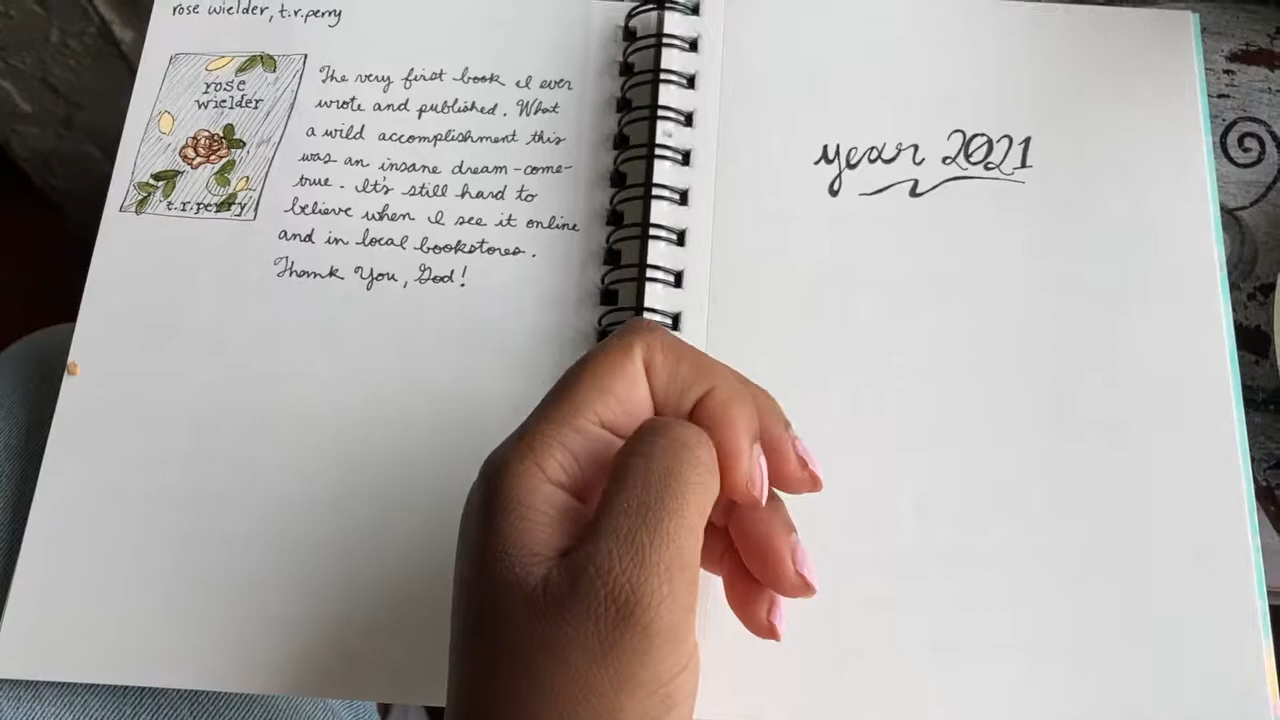 rose wielder, t.r.perry
rose
wielder
t.r.perry
The very first book I ever
wrote and published. What
a wild accomplishment this
was an insane dream-come-
true. It's still hard to
believe when I see it online
and in local bookstores.
Thank You, God!
year 2021